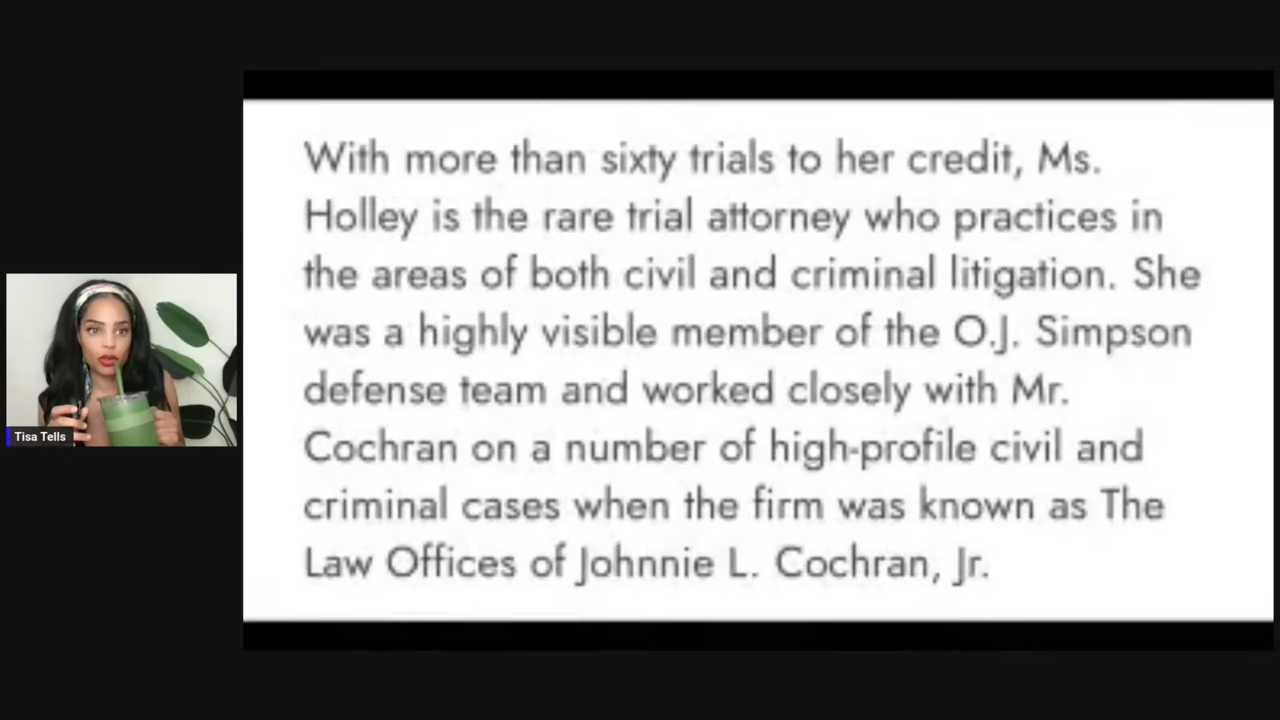 With more than sixty trials to her credit, Ms.
Holley is the rare trial attorney who practices in
the areas of both civil and criminal litigation. She
was a highly visible member of the O.J. Simpson
defense team and worked closely with Mr.
Cochran on a number of high-profile civil and
criminal cases when the firm was known as The
Law Offices of Johnnie L. Cochran, Jr.
Tisa Tells